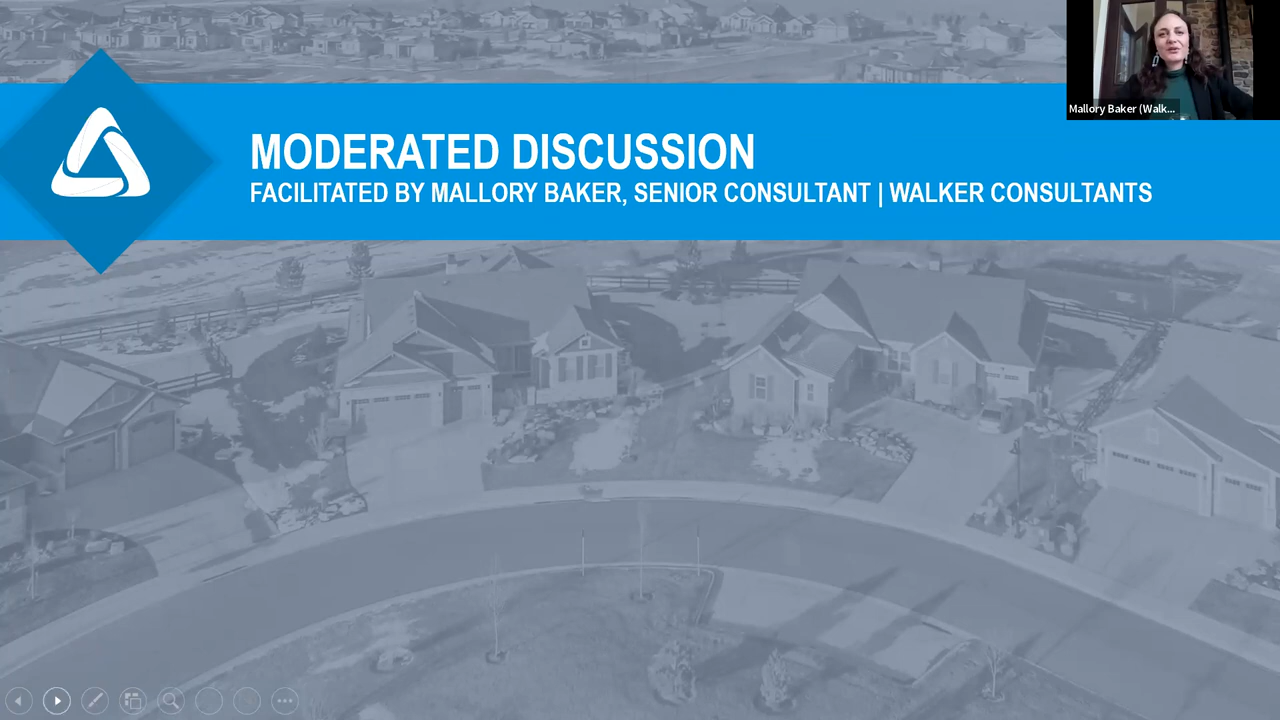 MODERATED DISCUSSION
FACILITATED BY MALLORY BAKER, SENIOR CONSULTANT | WALKER CONSULTANTS
Mallory Baker (Walk...